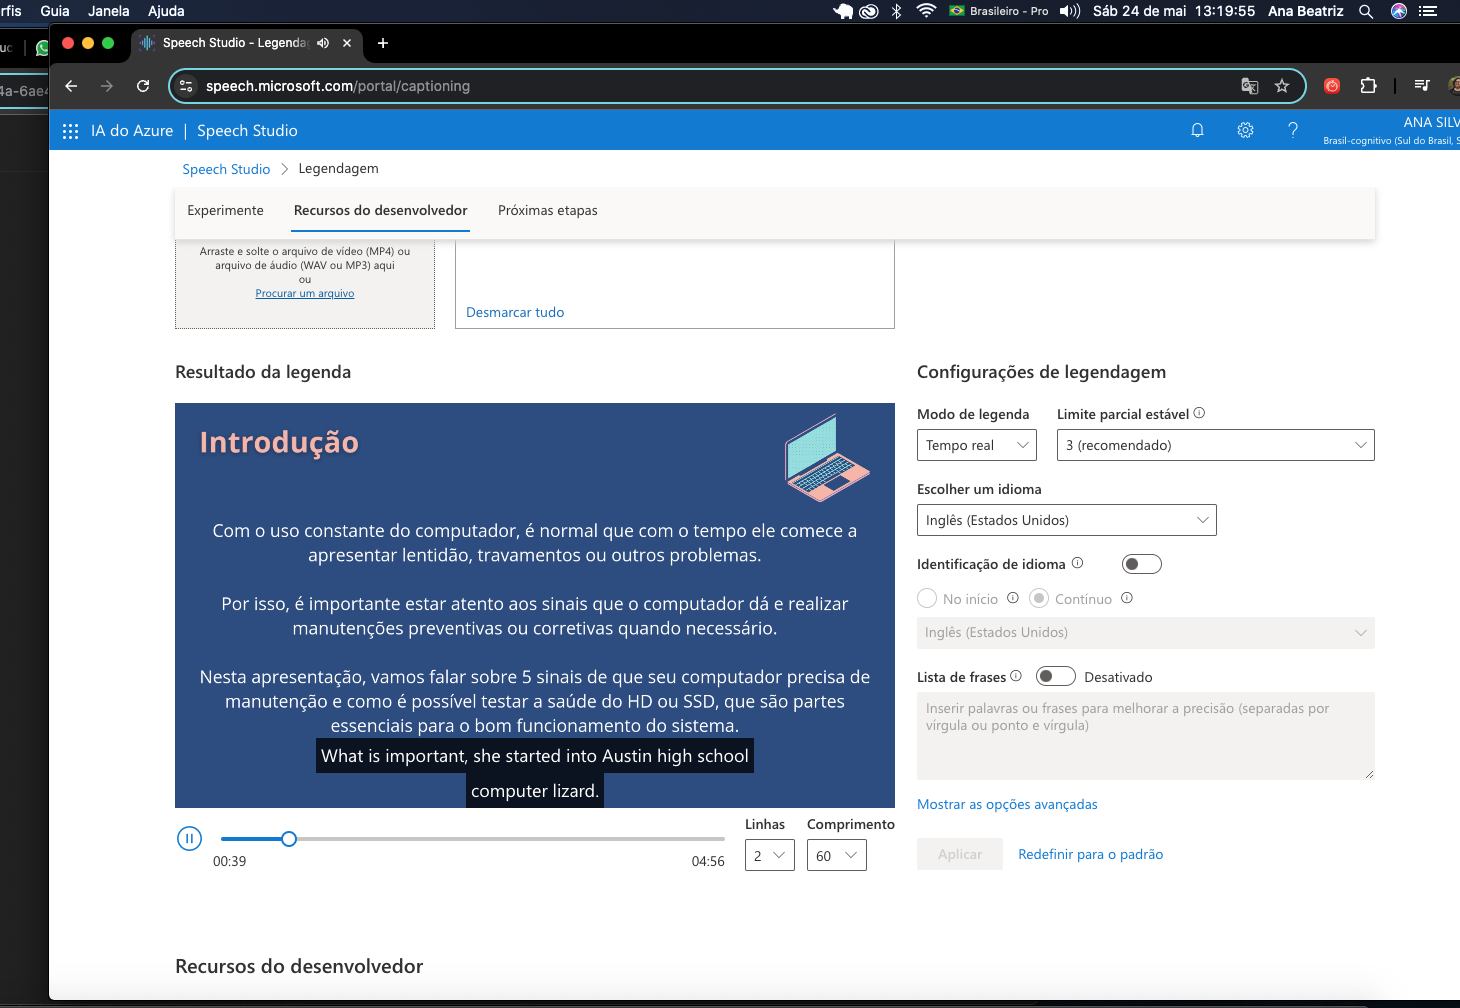 rfis Guia Janela Ajuda Brasileiro - Pro Sáb 24 de mai 13:19:55 Ana Beatriz
Speech Studio - Legenda
4a-6ae4 speech.microsoft.com/portal/captioning
IA do Azure | Speech Studio ? ANA SILV
Brasil-cognitivo (Sul do Brasil, S
Speech Studio > Legendagem
Experimente Recursos do desenvolvedor Próximas etapas
Arraste e solte o arquivo de vídeo (MP4) ou
arquivo de áudio (WAV ou MP3) aqui
ou
Procurar um arquivo
Desmarcar tudo
Resultado da legenda
Introdução
Com o uso constante do computador, é normal que com o tempo ele comece a
apresentar lentidão, travamentos ou outros problemas.
Por isso, é importante estar atento aos sinais que o computador dá e realizar
manutenções preventivas ou corretivas quando necessário.
Nesta apresentação, vamos falar sobre 5 sinais de que seu computador precisa de
manutenção e como é possível testar a saúde do HD ou SSD, que são partes
essenciais para o bom funcionamento do sistema.
What is important, she started into Austin high school
computer lizard.
00:39 04:56
Linhas Comprimento
2 60
Configurações de legendagem
Modo de legenda Limite parcial estável
Tempo real 3 (recomendado)
Escolher um idioma
Inglês (Estados Unidos)
Identificação de idioma
No início Contínuo
Inglês (Estados Unidos)
Lista de frases Desativado
Inserir palavras ou frases para melhorar a precisão (separadas por
vírgula ou ponto e vírgula)
Mostrar as opções avançadas
Aplicar Redefinir para o padrão
Recursos do desenvolvedor